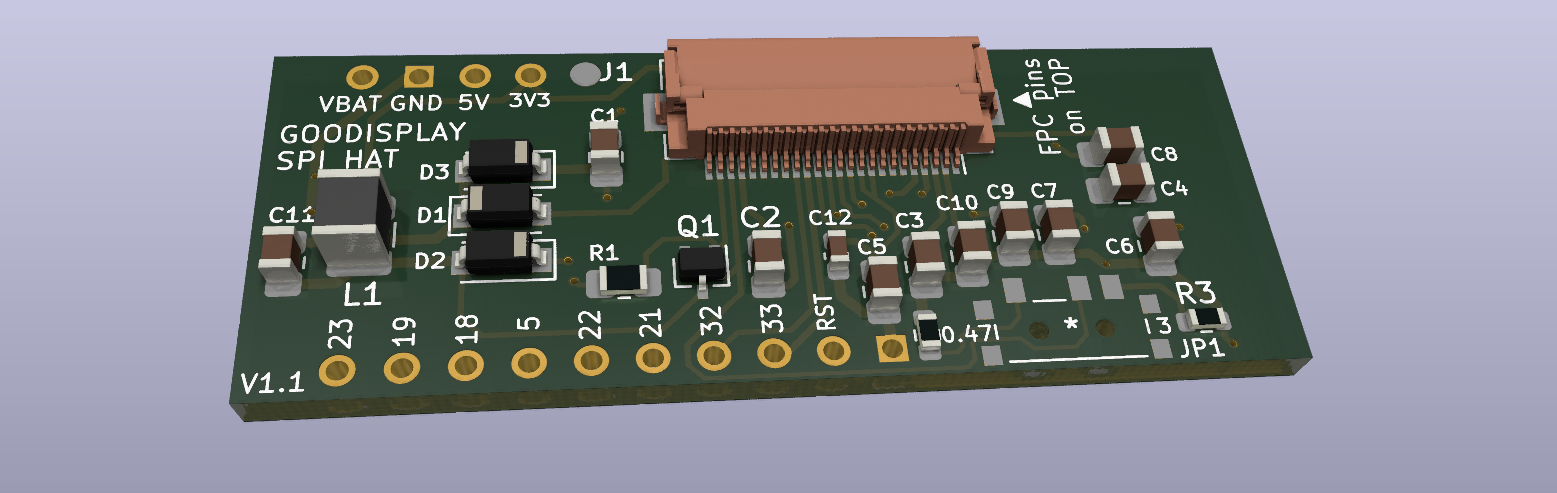 J1
VBAT GND 5V 3V3
GOODISPLAY
SPI HAT
C1
FPC pins
on TOP
D3
D1
D2
C11
L1
R1
Q1
C2
C12
C5
C3
C10
C9
C7
C8
C4
C6
R3
23 19 18 5 22 21 32 33 RST
0.47
*
3
JP1
V1.1